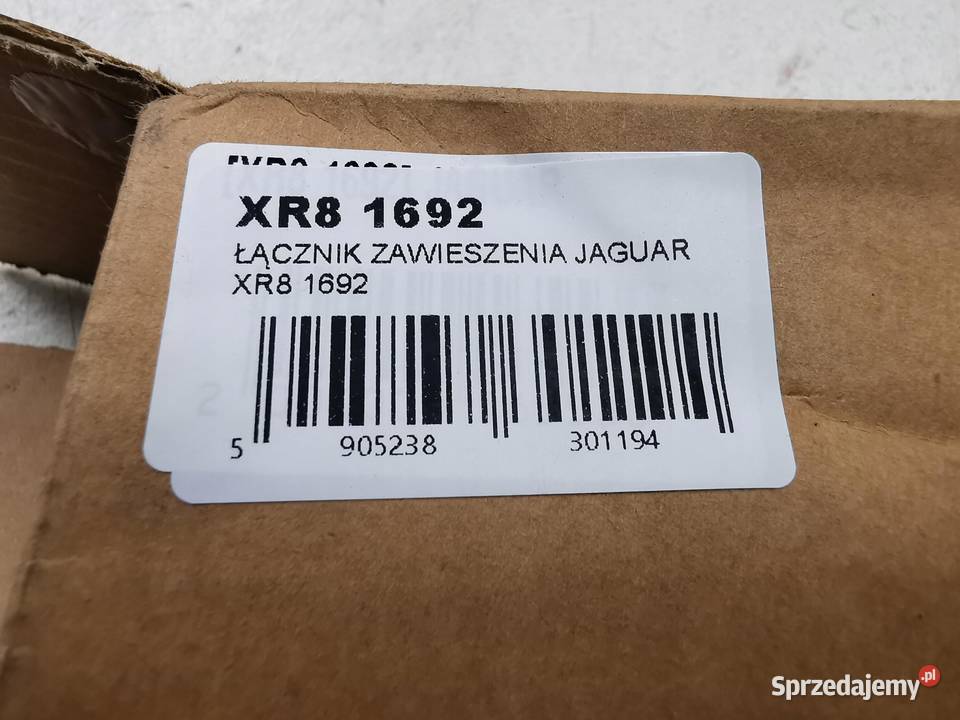 XR8 1692
ŁĄCZNIK ZAWIESZENIA JAGUAR
XR8 1692
5 905238 301194
Sprzedajemy.pl